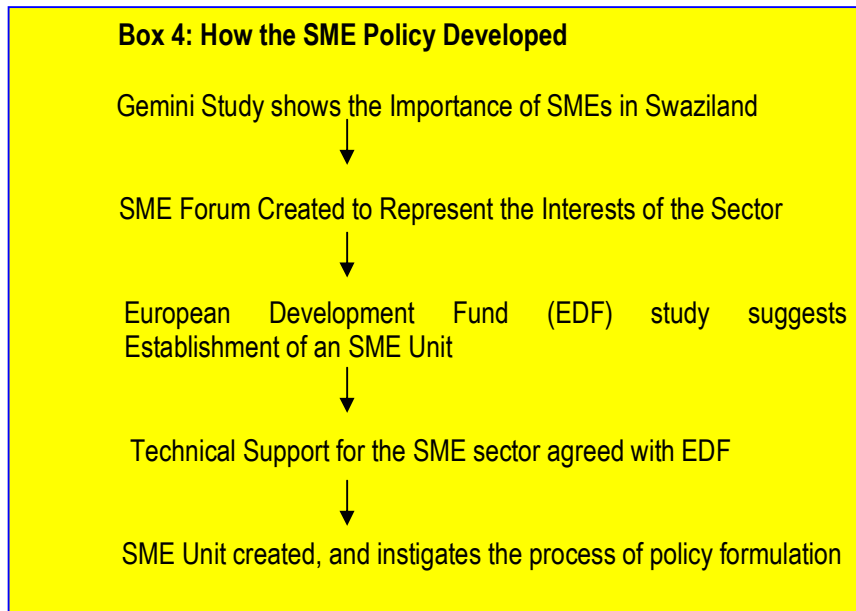 Box 4: How the SME Policy Developed
Gemini Study shows the Importance of SMEs in Swaziland
SME Forum Created to Represent the Interests of the Sector
European Development Fund (EDF) study suggests
Establishment of an SME Unit
Technical Support for the SME sector agreed with EDF
SME Unit created, and instigates the process of policy formulation